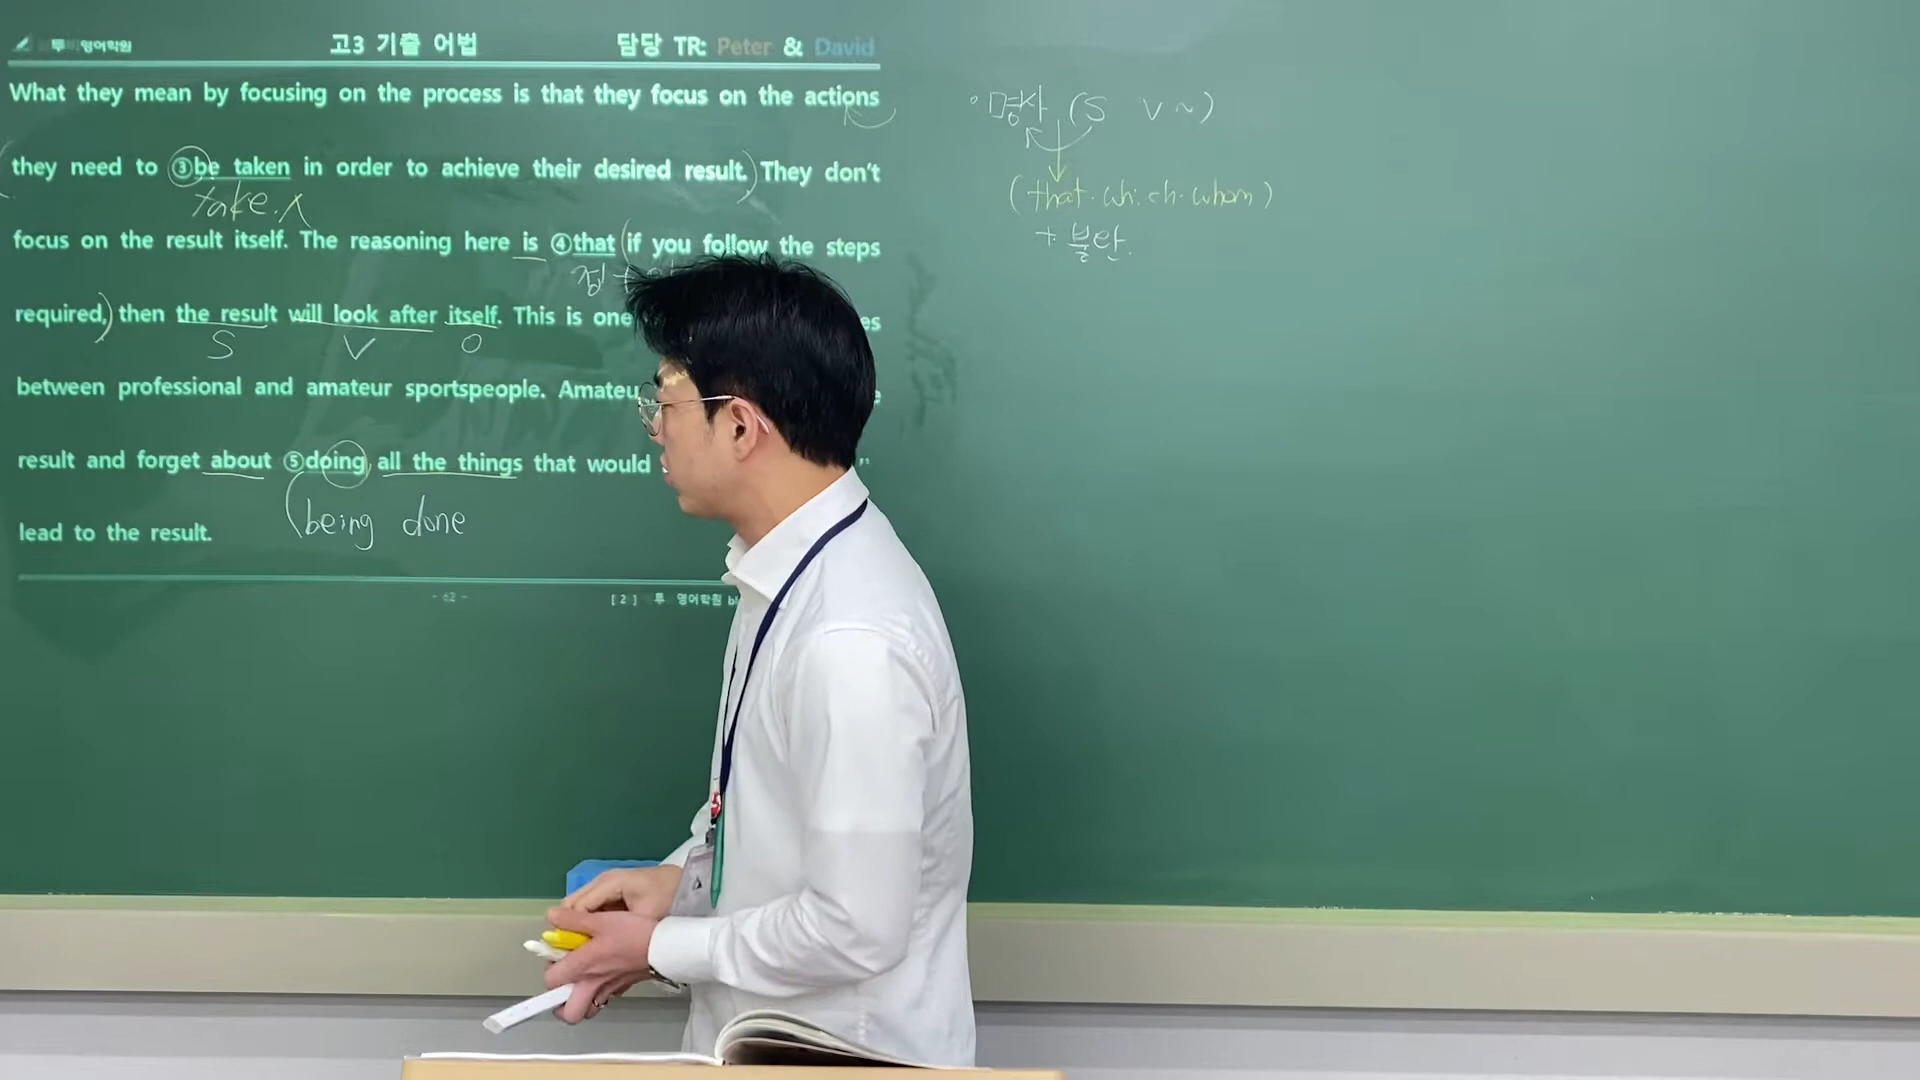 투 영어학원 고3 기출 어법 담당 TR: Peter & David
What they mean by focusing on the process is that they focus on the actions
they need to ③be taken in order to achieve their desired result.) They don't
take.
focus on the result itself. The reasoning here is ④that (if you follow the steps
required,) then the result will look after itself. This is one
S V O
between professional and amateur sportspeople.
result and forget about ⑤doing all the things that would
(being done
lead to the result.
- 62 -
[ 2 ] 투 영어학원
명사 (S V ~)
(that. which. whom)
+ 불완.